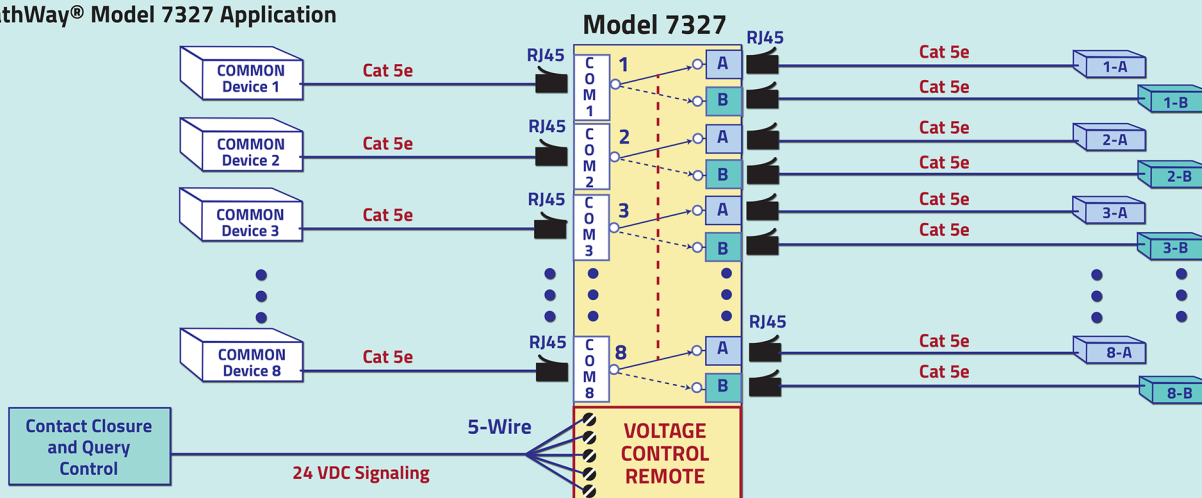 athWay® Model 7327 Application
Model 7327
RJ45
RJ45
COMMON
Device 1
Cat 5e
COM1
1
A
B
Cat 5e
1-A
Cat 5e
1-B
RJ45
COMMON
Device 2
Cat 5e
COM2
2
A
B
Cat 5e
2-A
Cat 5e
2-B
RJ45
COMMON
Device 3
Cat 5e
COM3
3
A
B
Cat 5e
3-A
Cat 5e
3-B
RJ45
RJ45
COMMON
Device 8
Cat 5e
COM8
8
A
B
Cat 5e
8-A
Cat 5e
8-B
Contact Closure
and Query
Control
5-Wire
24 VDC Signaling
VOLTAGE
CONTROL
REMOTE